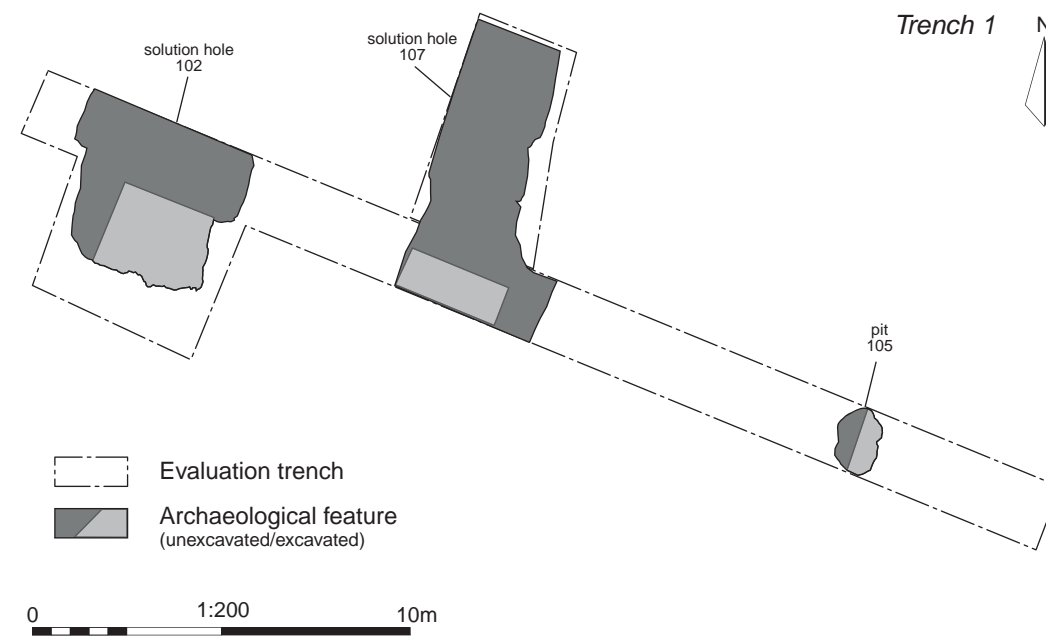 Trench 1
N
solution hole
102
solution hole
107
pit
105
Evaluation trench
Archaeological feature
(unexcavated/excavated)
0
1:200
10m